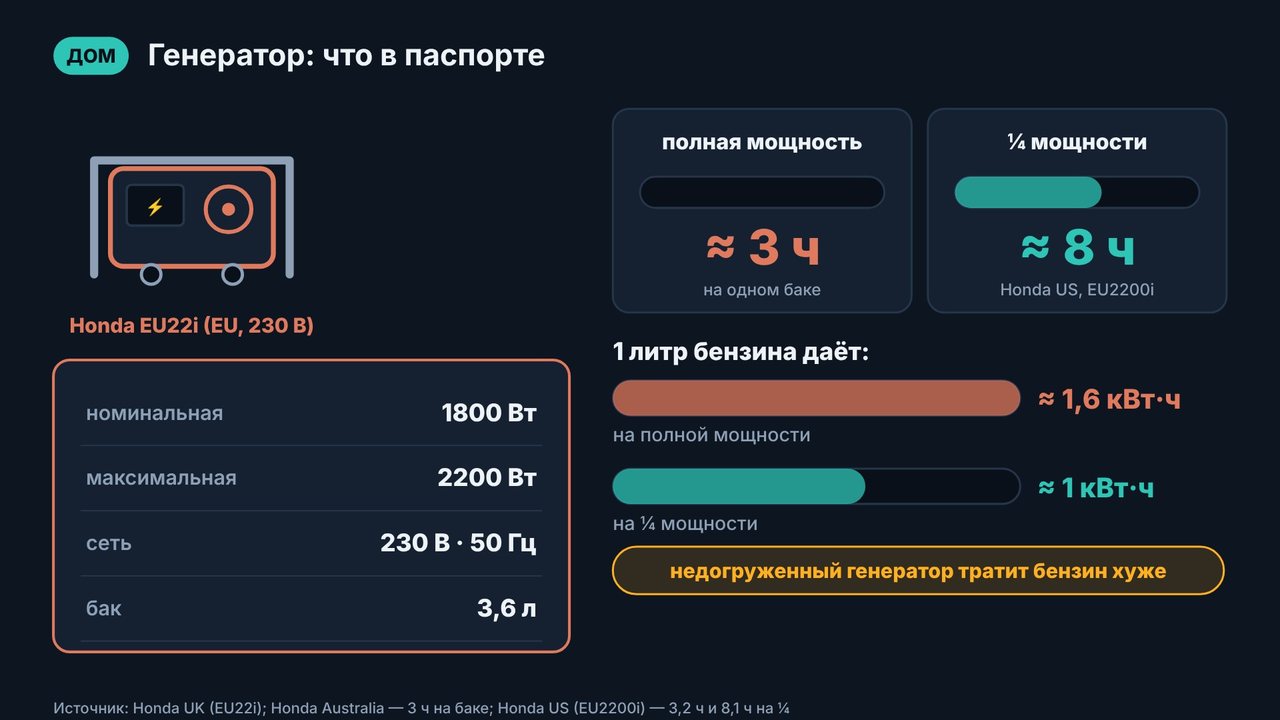 ДОМ
Генератор: что в паспорте
Honda EU22i (EU, 230 В)
номинальная 1800 Вт
максимальная 2200 Вт
сеть 230 В · 50 Гц
бак 3,6 л
полная мощность
≈ 3 ч
на одном баке
¼ мощности
≈ 8 ч
Honda US, EU2200i
1 литр бензина даёт:
≈ 1,6 кВт·ч
на полной мощности
≈ 1 кВт·ч
на ¼ мощности
недогруженный генератор тратит бензин хуже
Источник: Honda UK (EU22i); Honda Australia — 3 ч на баке; Honda US (EU2200i) — 3,2 ч и 8,1 ч на ¼